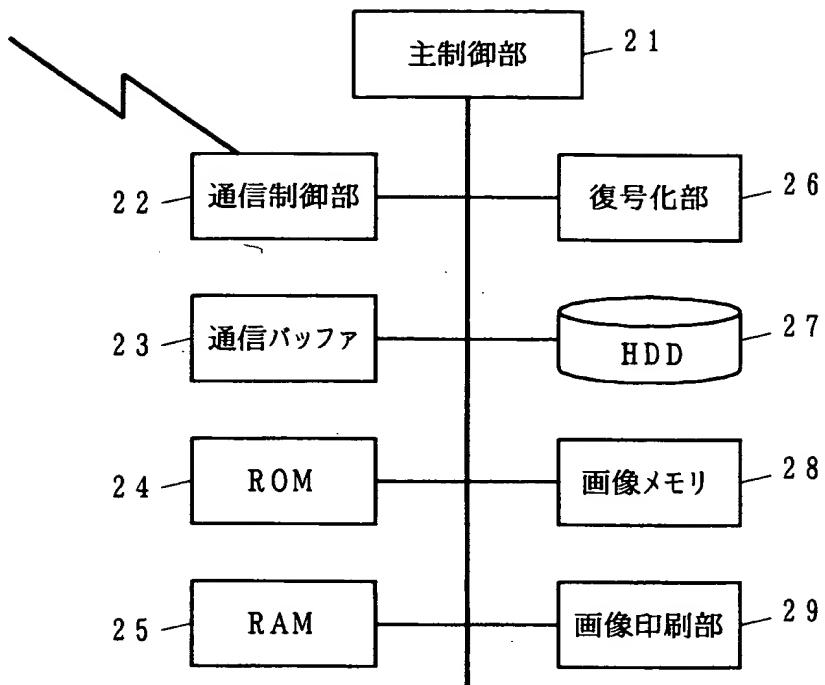 主制御部 21
22 通信制御部
復号化部 26
23 通信バッファ
HDD 27
24 ROM
画像メモリ 28
25 RAM
画像印刷部 29